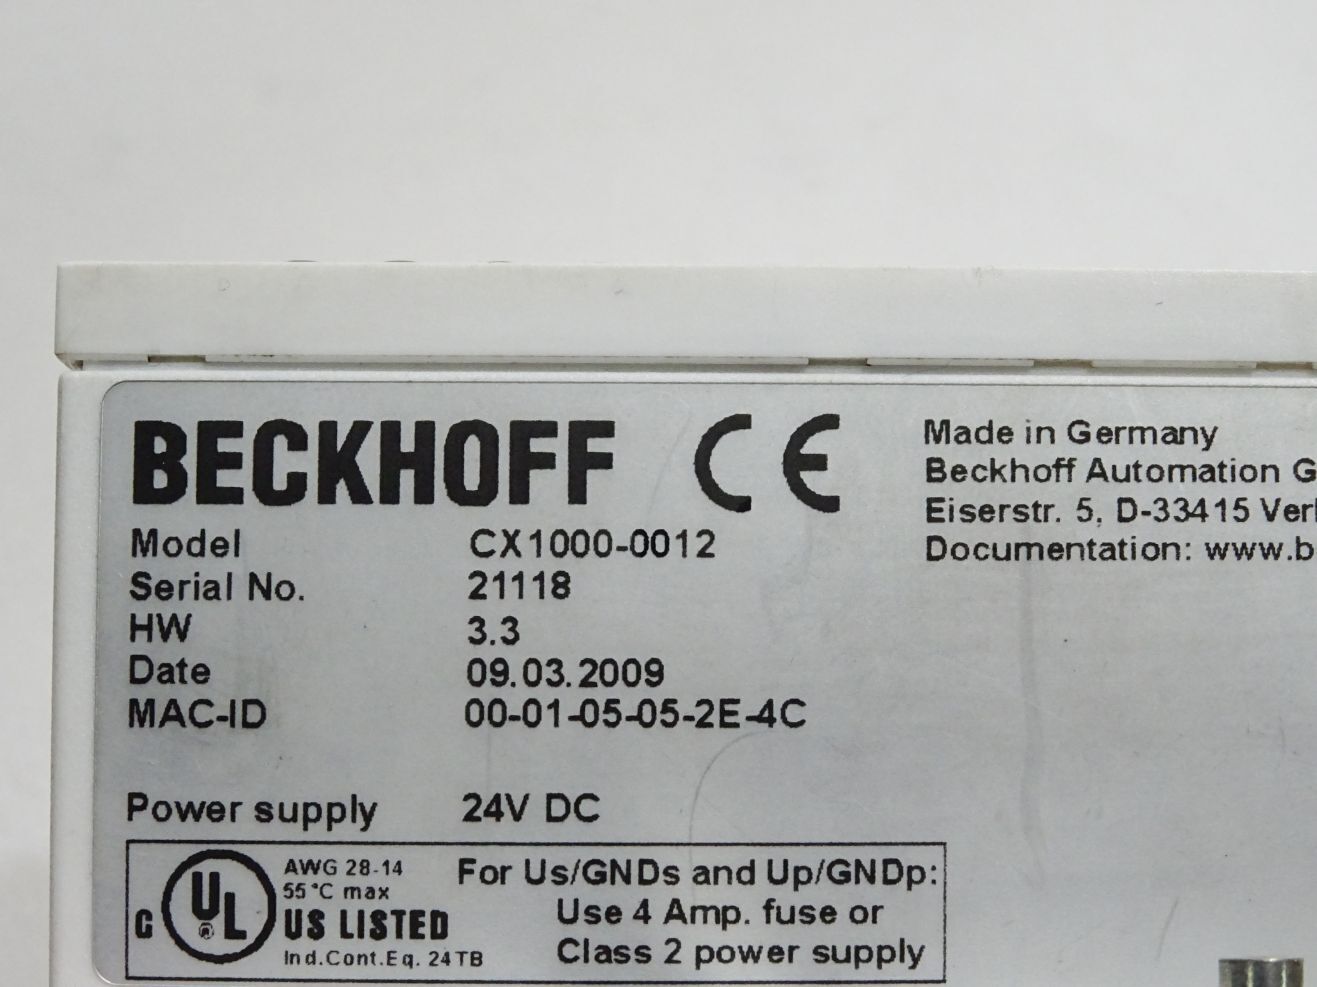 BECKHOFF CE
Made in Germany
Beckhoff Automation G
Eiserstr. 5, D-33415 Verl
Documentation: www.b
Model CX1000-0012
Serial No. 21118
HW 3.3
Date 09.03.2009
MAC-ID 00-01-05-05-2E-4C
Power supply 24V DC
C UL ®
AWG 28-14
55°C max
US LISTED
Ind.Cont.Eq. 24TB
For Us/GNDs and Up/GNDp:
Use 4 Amp. fuse or
Class 2 power supply